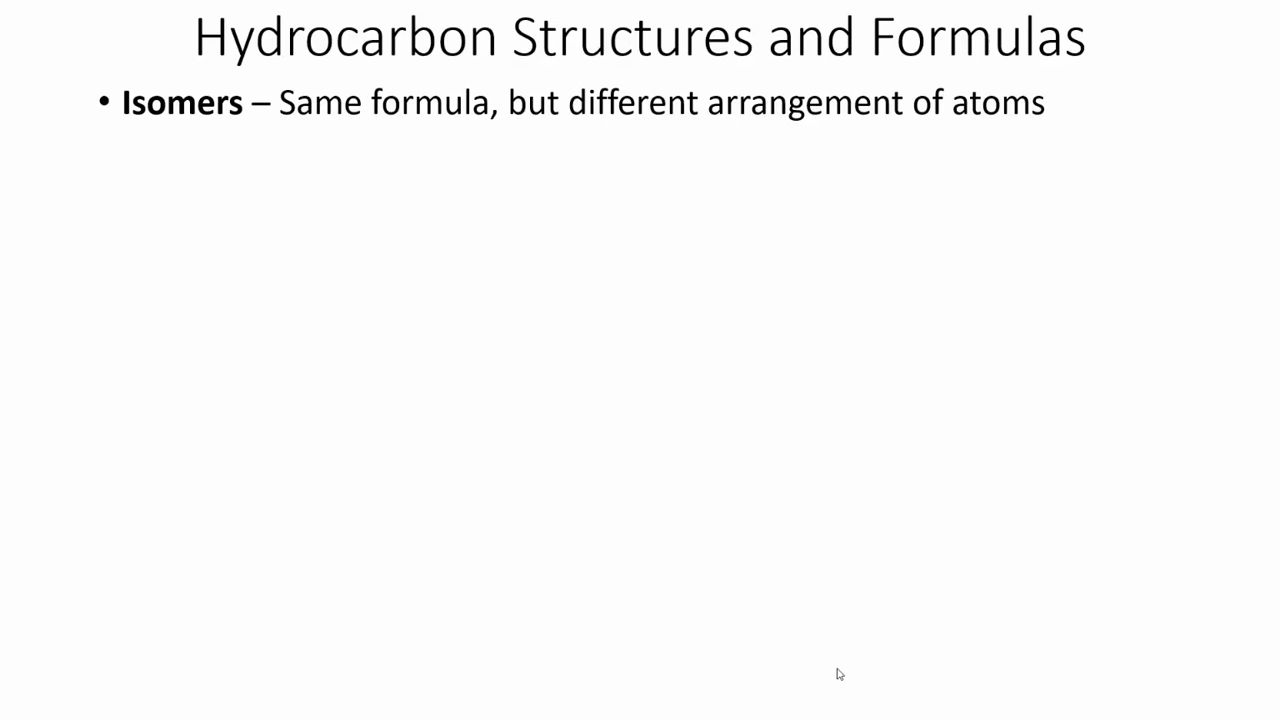 Hydrocarbon Structures and Formulas
• Isomers – Same formula, but different arrangement of atoms